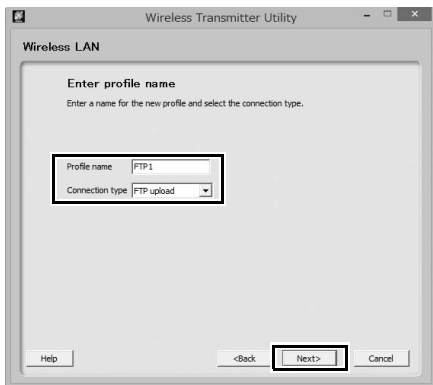 Wireless Transmitter Utility
Wireless LAN
Enter profile name
Enter a name for the new profile and select the connection type.
Profile name FTP1
Connection type FTP upload
Help <Back Next> Cancel